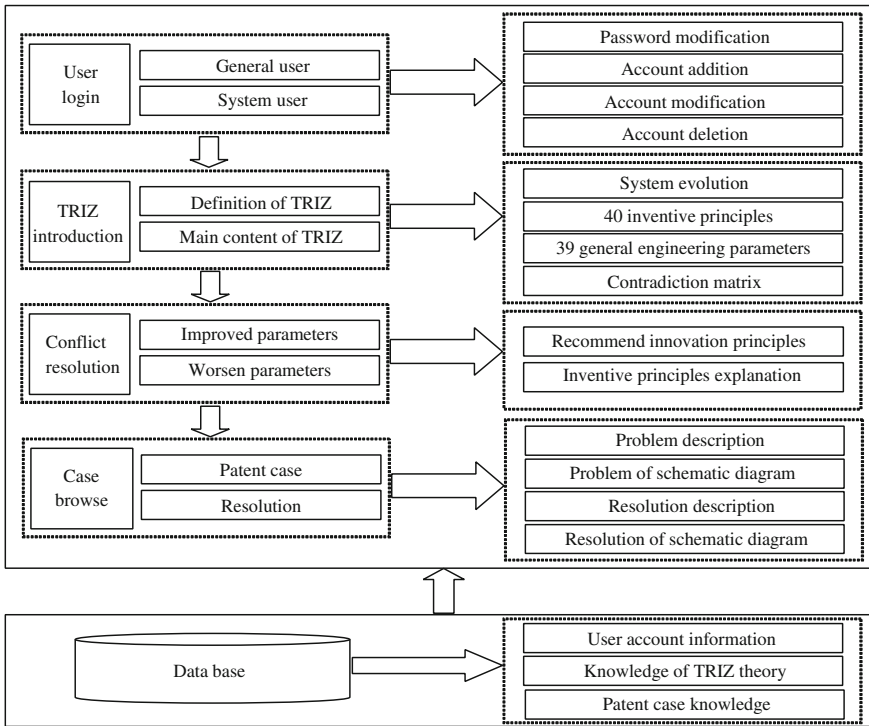 User
login
General user
System user
Password modification
Account addition
Account modification
Account deletion
TRIZ
introduction
Definition of TRIZ
Main content of TRIZ
System evolution
40 inventive principles
39 general engineering parameters
Contradiction matrix
Conflict
resolution
Improved parameters
Worsen parameters
Recommend innovation principles
Inventive principles explanation
Case
browse
Patent case
Resolution
Problem description
Problem of schematic diagram
Resolution description
Resolution of schematic diagram
Data base
User account information
Knowledge of TRIZ theory
Patent case knowledge